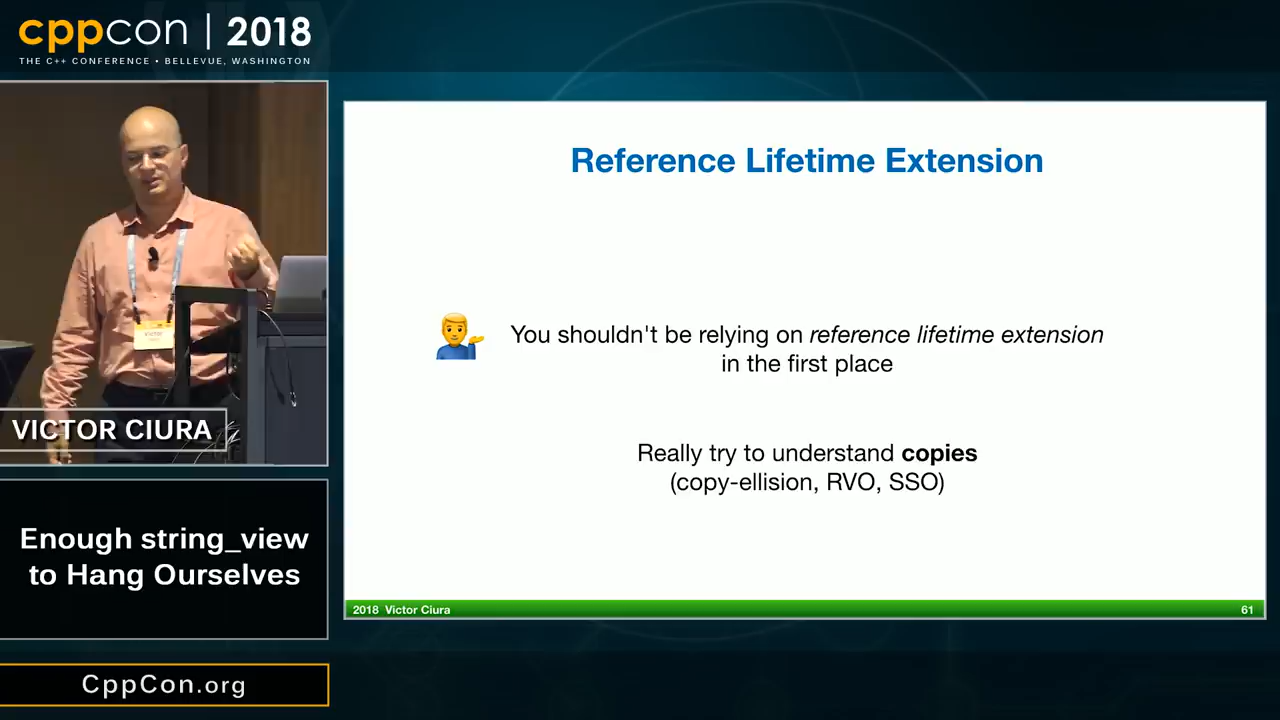 cppcon | 2018
THE C++ CONFERENCE • BELLEVUE, WASHINGTON
VICTOR CIURA
Enough string_view
to Hang Ourselves
CppCon.org
Reference Lifetime Extension
You shouldn't be relying on reference lifetime extension
in the first place
Really try to understand copies
(copy-ellision, RVO, SSO)
2018 Victor Ciura
61